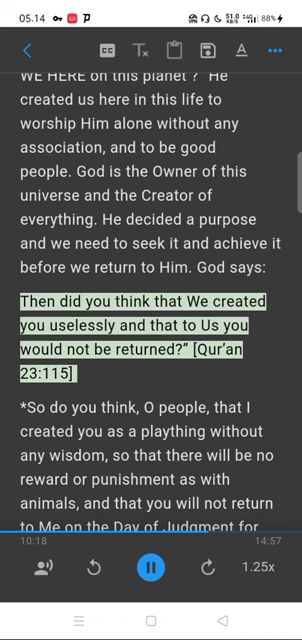 05.14
51.0 KB/S
88%
CC
WE HERE on this planet ? He
created us here in this life to
worship Him alone without any
association, and to be good
people. God is the Owner of this
universe and the Creator of
everything. He decided a purpose
and we need to seek it and achieve it
before we return to Him. God says:
Then did you think that We created
you uselessly and that to Us you
would not be returned?” [Qur’an
23:115]
*So do you think, O people, that I
created you as a plaything without
any wisdom, so that there will be no
reward or punishment as with
animals, and that you will not return
to Me on the Day of Judgment for
10:18
14:57
1.25x